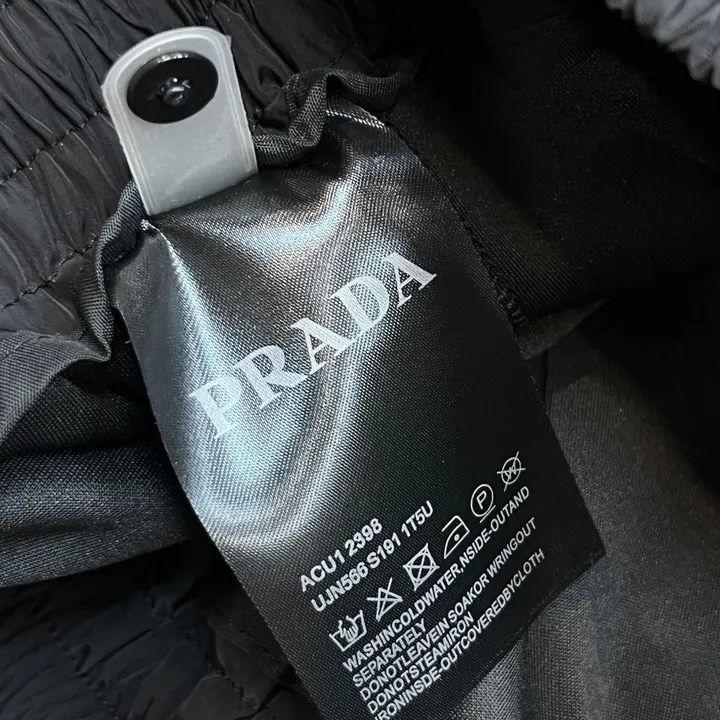 PRADA
ACU1 2398
UJN566 S191 1T5U
P W
WASHINCOLDWATER,NSIDE-OUTAND
SEPARATELY
DONOTLEAVEIN SOAKOR WRINGOUT
DONOTSTEAMIRON
IRONINSDE-OUTCOVEREDBYCLOTH